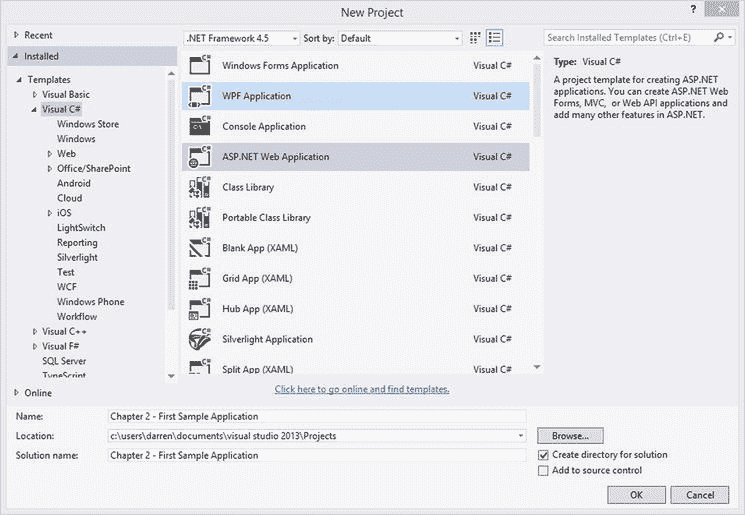 New Project
?
Recent
Installed
Templates
Visual Basic
Visual C#
Windows Store
Windows
Web
Office/SharePoint
Android
Cloud
iOS
LightSwitch
Reporting
Silverlight
Test
WCF
Windows Phone
Workflow
Visual C++
Visual F#
SQL Server
TypeScript
Online
.NET Framework 4.5 Sort by: Default
Windows Forms Application Visual C#
WPF Application Visual C#
Console Application Visual C#
ASP.NET Web Application Visual C#
Class Library Visual C#
Portable Class Library Visual C#
Blank App (XAML) Visual C#
Grid App (XAML) Visual C#
Hub App (XAML) Visual C#
Silverlight Application Visual C#
Split App (XAML) Visual C#
Click here to go online and find templates.
Search Installed Templates (Ctrl+E)
Type: Visual C#
A project template for creating ASP.NET
applications. You can create ASP.NET Web
Forms, MVC, or Web API applications and
add many other features in ASP.NET.
Name: Chapter 2 - First Sample Application
Location: c:\users\darren\documents\visual studio 2013\Projects
Browse...
Solution name: Chapter 2 - First Sample Application
Create directory for solution
Add to source control
OK Cancel